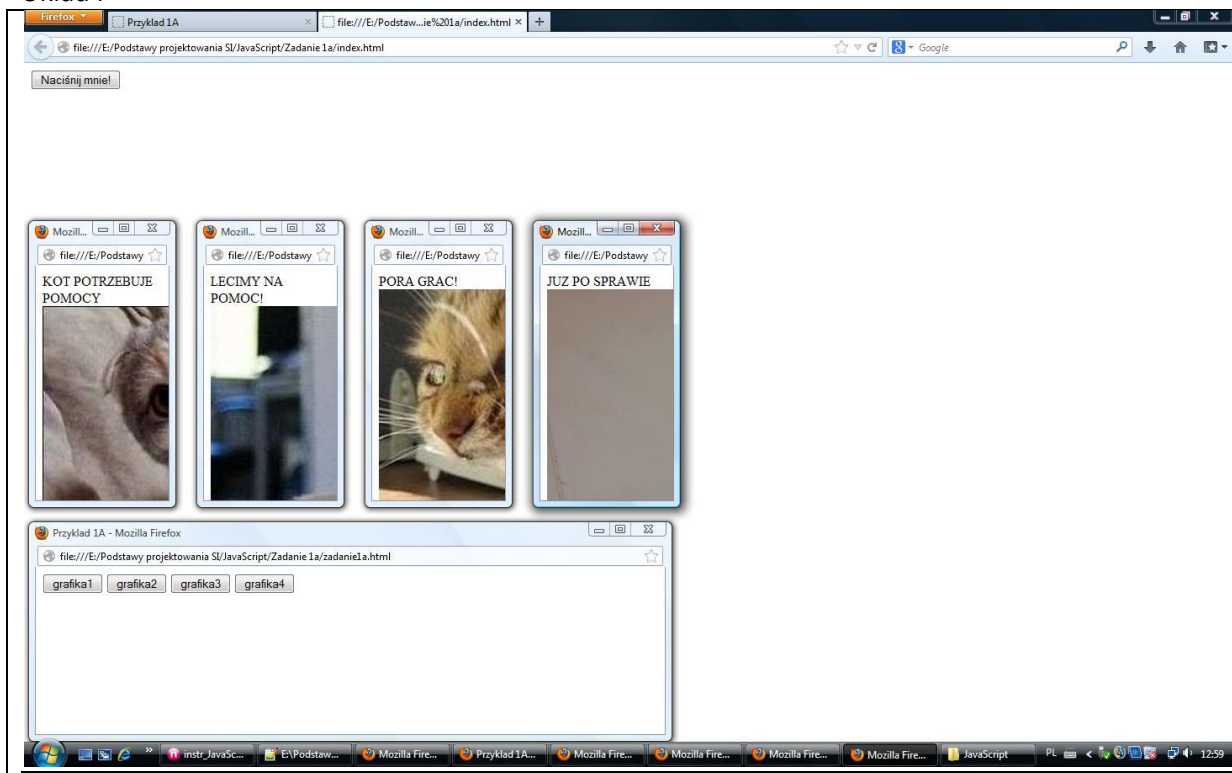 Firefox
Przyklad 1A
file:///E:/Podstaw...ie%201a/index.html
file:///E:/Podstawy projektowania SI/JavaScript/Zadanie 1a/index.html
Google
Naciśnij mnie!
Mozill...
Mozill...
Mozill...
Mozill...
file:///E:/Podstawy
file:///E:/Podstawy
file:///E:/Podstawy
file:///E:/Podstawy
KOT POTRZEBUJE
POMOCY
LECIMY NA
POMOC!
PORA GRAC!
JUZ PO SPRAWIE
Przyklad 1A - Mozilla Firefox
file:///E:/Podstawy projektowania SI/JavaScript/Zadanie 1a/zadanie1a.html
grafika1 grafika2 grafika3 grafika4
instr_JavaSc... E:\Podstaw... Mozilla Fire... Przyklad 1A... Mozilla Fire... Mozilla Fire... Mozilla Fire... Mozilla Fire... JavaScript PL 12:59